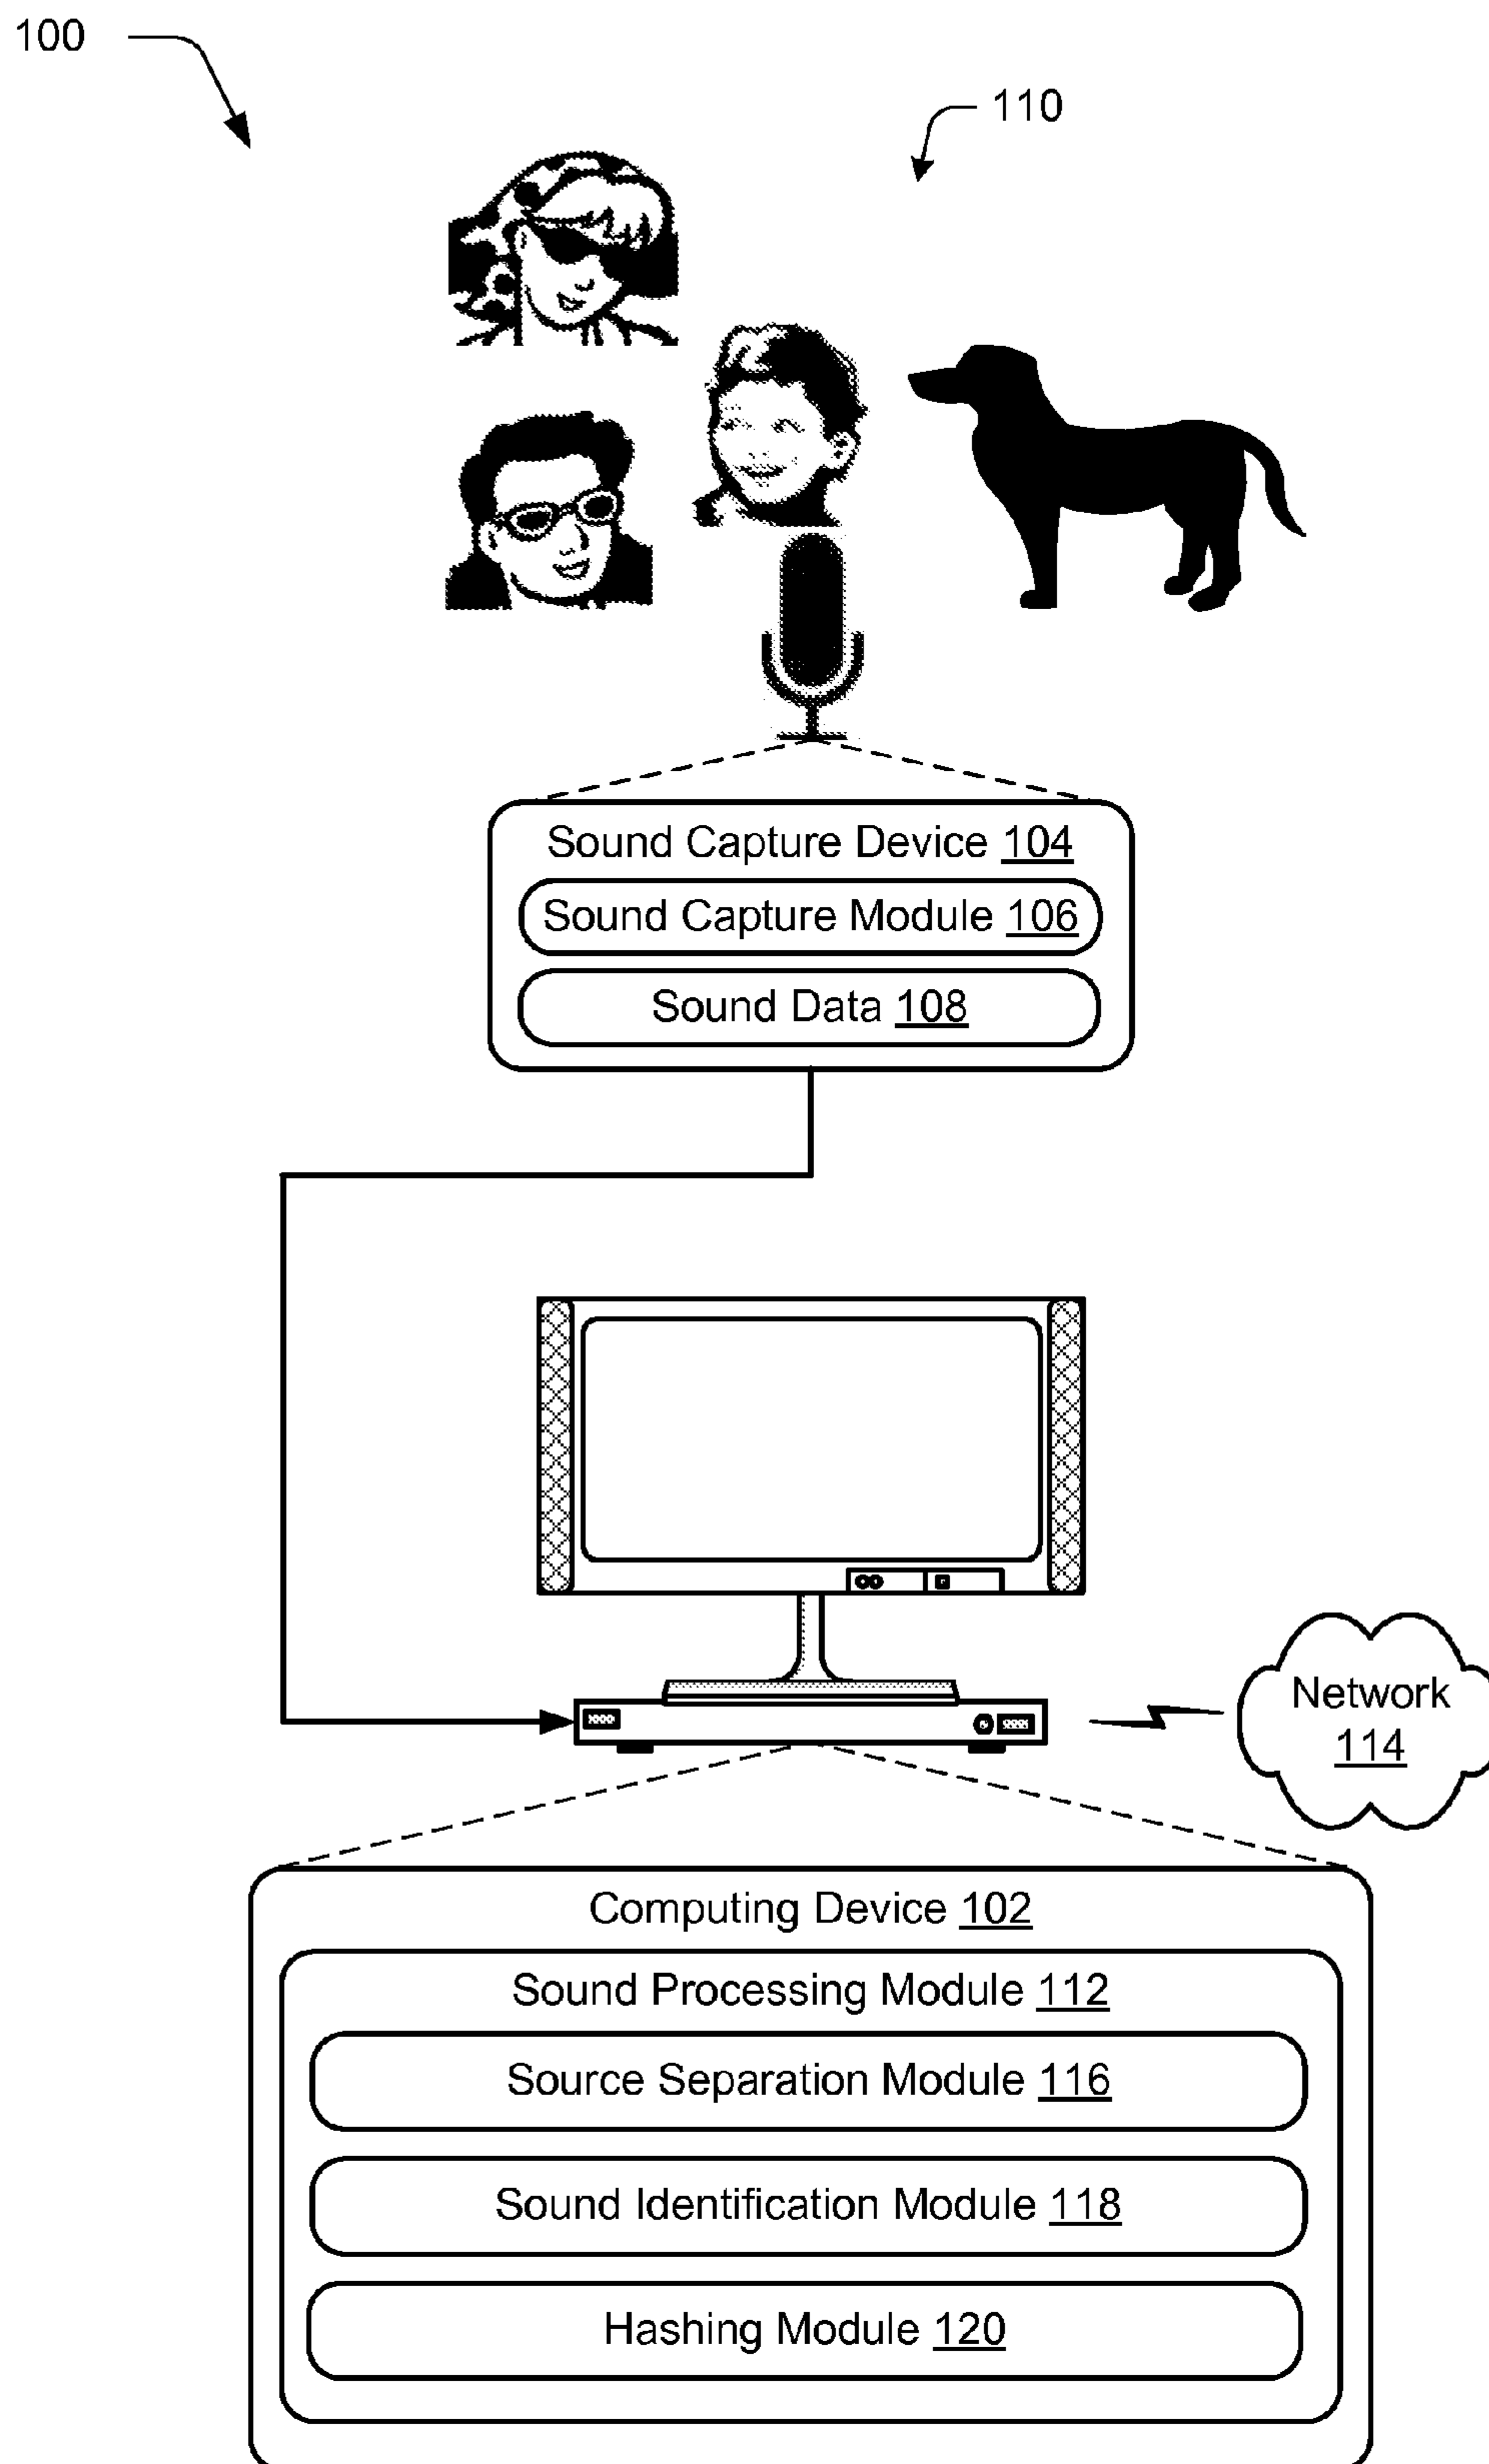 100
110
Sound Capture Device 104
Sound Capture Module 106
Sound Data 108
Network
114
Computing Device 102
Sound Processing Module 112
Source Separation Module 116
Sound Identification Module 118
Hashing Module 120